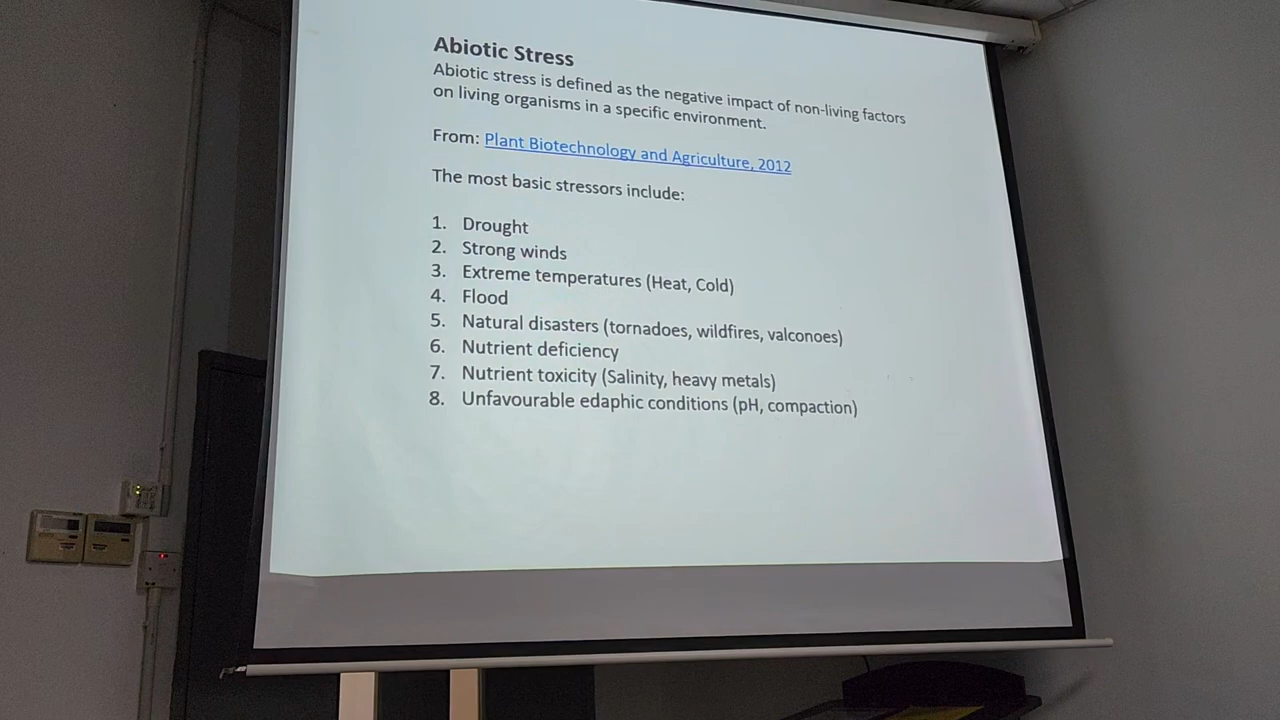 Abiotic Stress
Abiotic stress is defined as the negative impact of non-living factors
on living organisms in a specific environment.
From: Plant Biotechnology and Agriculture, 2012
The most basic stressors include:
1. Drought
2. Strong winds
3. Extreme temperatures (Heat, Cold)
4. Flood
5. Natural disasters (tornadoes, wildfires, valconoes)
6. Nutrient deficiency
7. Nutrient toxicity (Salinity, heavy metals)
8. Unfavourable edaphic conditions (pH, compaction)